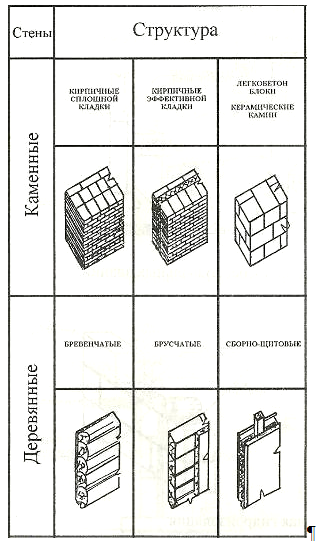 Стены
Структура
Каменные
КИРПИЧНЫЕ
СПЛОШНОЙ
КЛАДКИ
КИРПИЧНЫЕ
ЭФФЕКТИВНОЙ
КЛАДКИ
ЛЕГКОБЕТОН
БЛОКИ
КЕРАМИЧЕСКИЕ
КАМНИ
Деревянные
БРЕВЕНЧАТЫЕ
БРУСЧАТЫЕ
СБОРНО-ЩИТОВЫЕ
¶